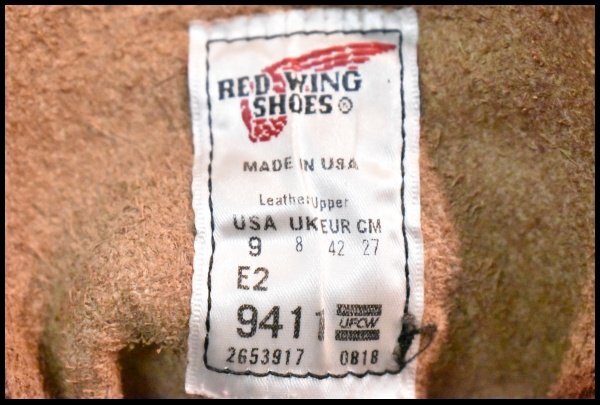 RED WING
SHOES®
MADE IN USA
Leather Upper
USA UK EUR CM
9 8 42 27
E2
9411 UFCW
2653917 0818